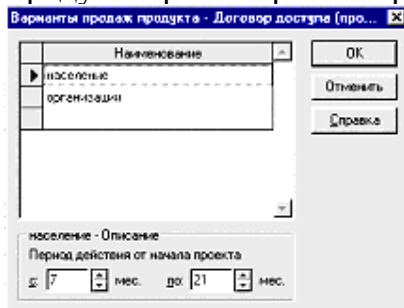 Варианты продаж продукта - Договор доступа (про...
Наименование
OK
население
Отменить
организации
Справка
население - Описание
Период действия от начала проекта
с: 7 мес. по: 21 мес.